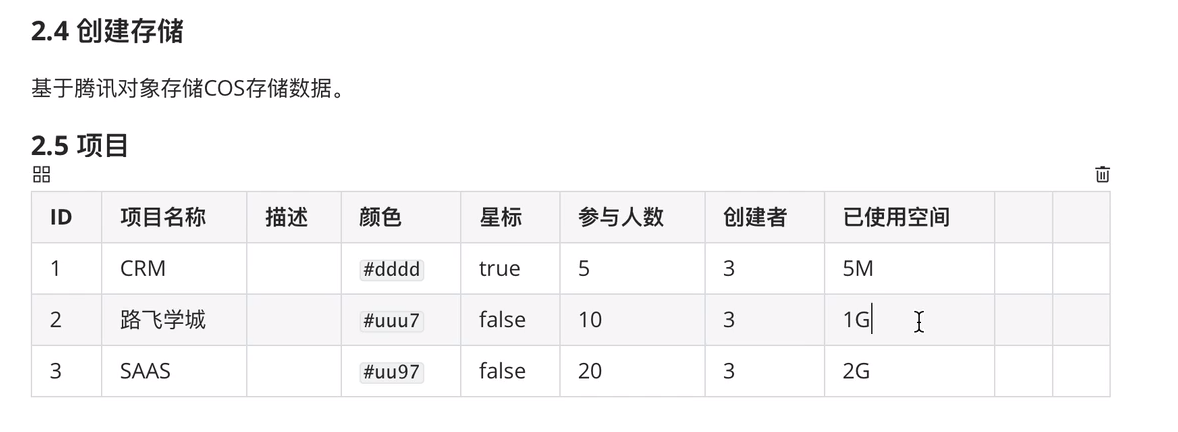 2.4 创建存储
基于腾讯对象存储COS存储数据。
2.5 项目
ID 项目名称 描述 颜色 星标 参与人数 创建者 已使用空间
1 CRM #dddd true 5 3 5M
2 路飞学城 #uuu7 false 10 3 1G
3 SAAS #uu97 false 20 3 2G